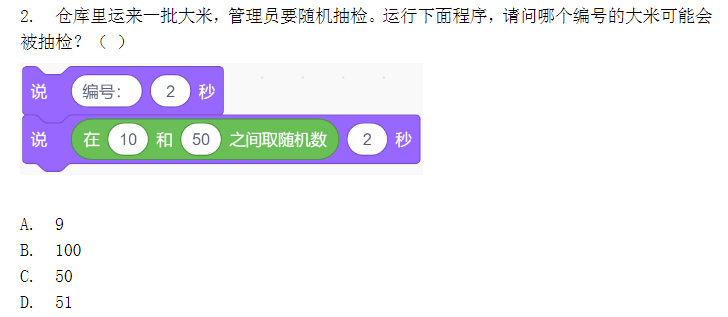 2. 仓库里运来一批大米，管理员要随机抽检。运行下面程序，请问哪个编号的大米可能会
被抽检？（ ）
说 编号： 2 秒
说 在 10 和 50 之间取随机数 2 秒
A. 9
B. 100
C. 50
D. 51